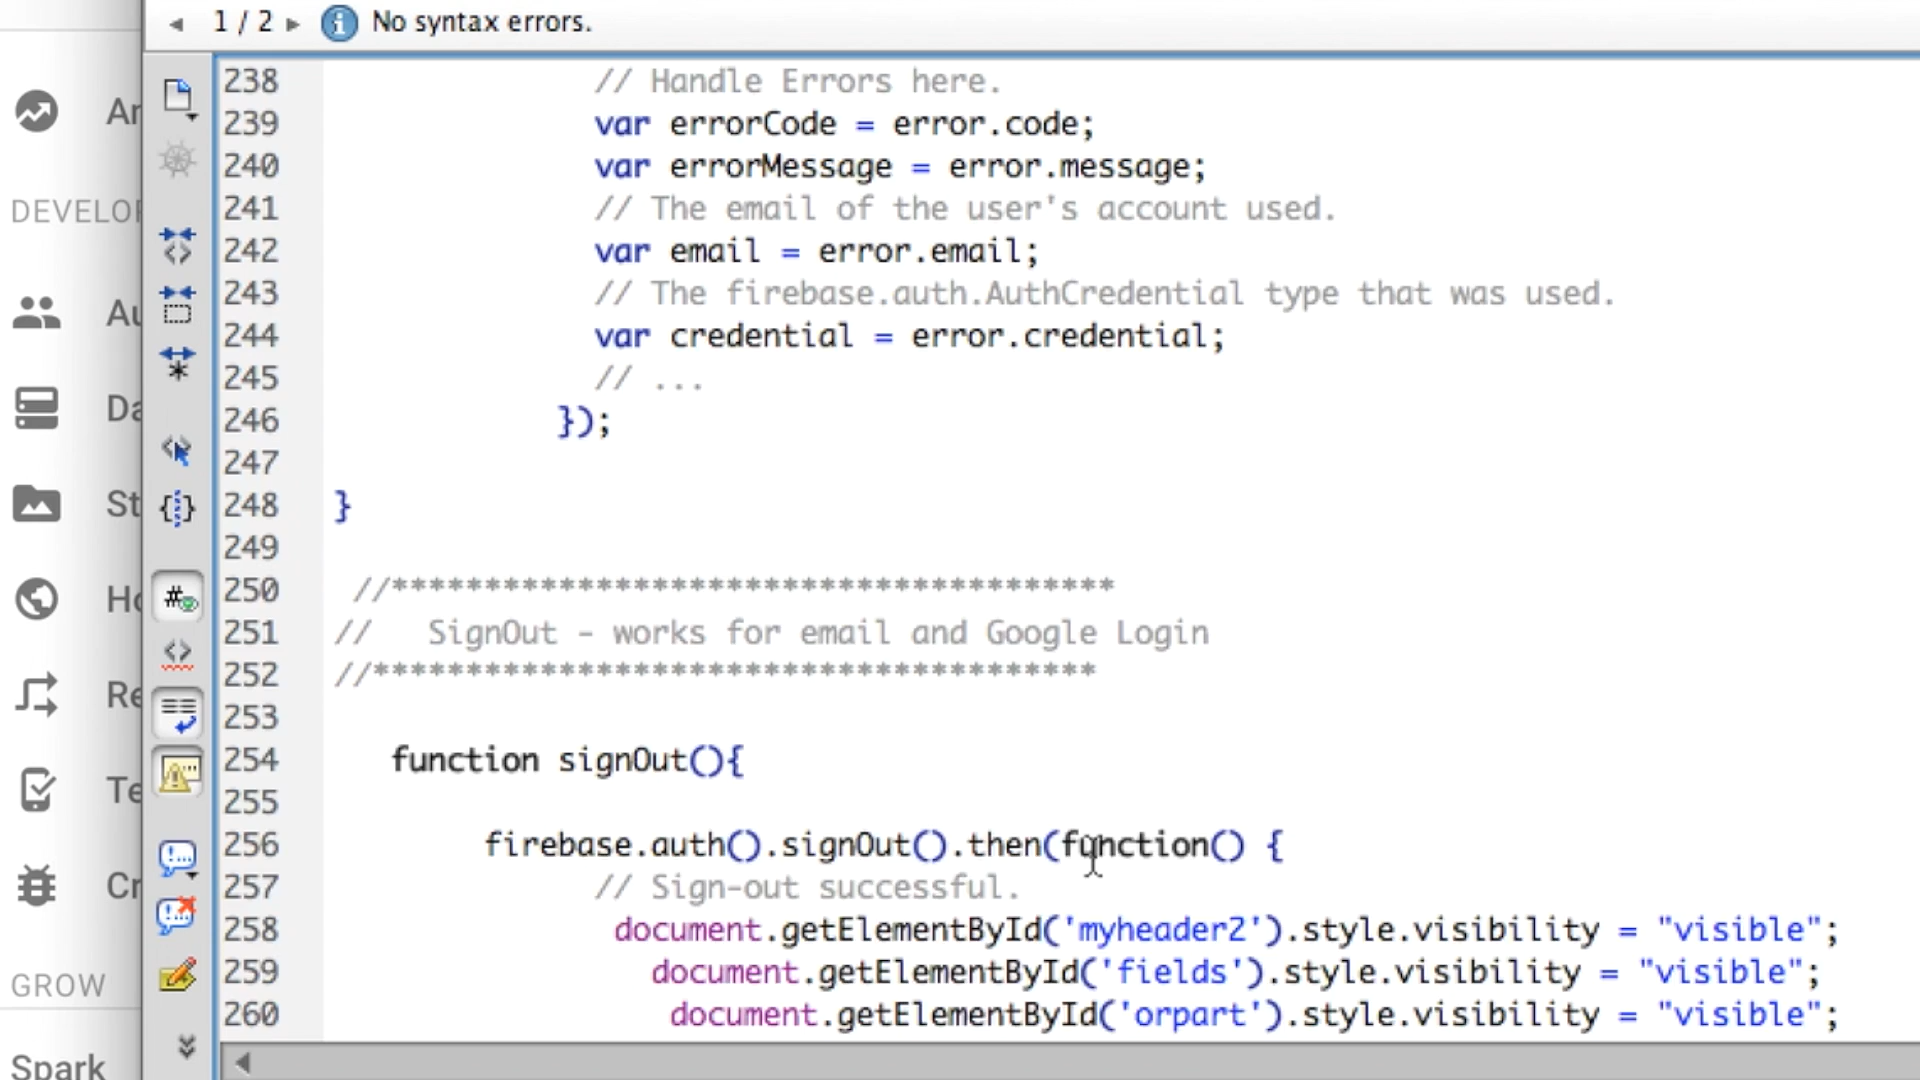 1 / 2 No syntax errors.
238 // Handle Errors here.
239 var errorCode = error.code;
240 var errorMessage = error.message;
241 // The email of the user's account used.
242 var email = error.email;
243 // The firebase.auth.AuthCredential type that was used.
244 var credential = error.credential;
245 // ...
246 });
247
248 }
249
250 //***************************************
251 // SignOut - works for email and Google Login
252 //***************************************
253
254 function signOut(){
255
256 firebase.auth().signOut().then(function() {
257 // Sign-out successful.
258 document.getElementById('myheader2').style.visibility = "visible";
259 document.getElementById('fields').style.visibility = "visible";
260 document.getElementById('orpart').style.visibility = "visible";
An
DEVELOP
Au
Da
St
Ho
Re
Te
Cr
GROW
Spark